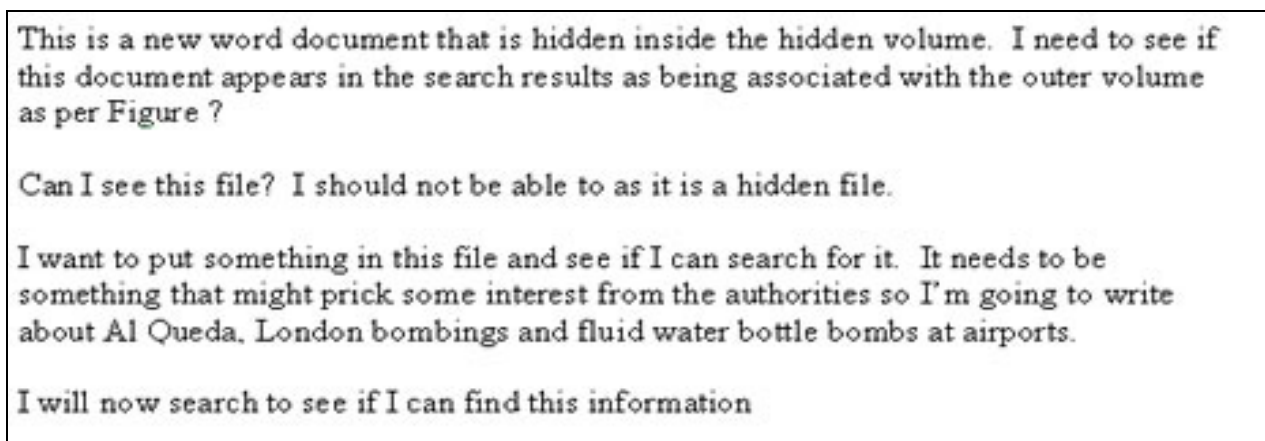 This is a new word document that is hidden inside the hidden volume.  I need to see if
this document appears in the search results as being associated with the outer volume
as per Figure ?
Can I see this file?  I should not be able to as it is a hidden file.
I want to put something in this file and see if I can search for it.  It needs to be
something that might prick some interest from the authorities so I'm going to write
about Al Queda, London bombings and fluid water bottle bombs at airports.
I will now search to see if I can find this information